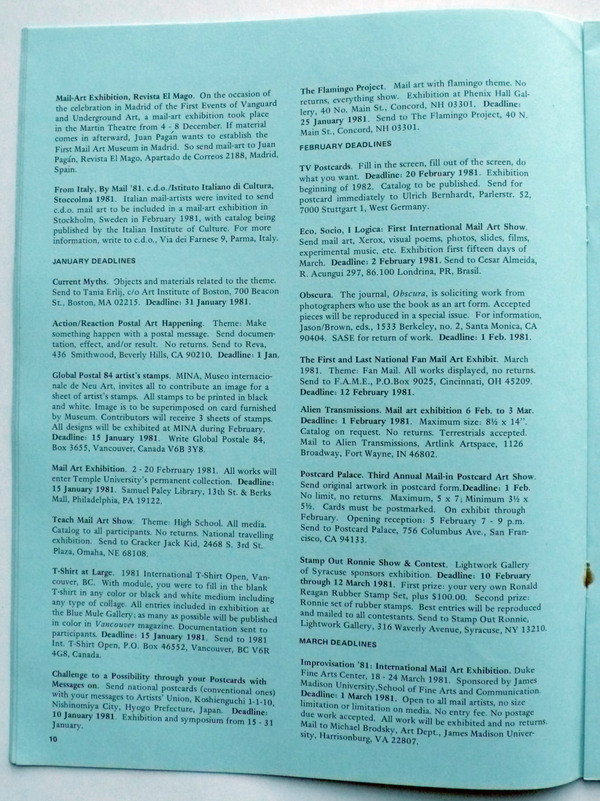 Mail-Art Exhibition, Revista El Mago. On the occasion of
the celebration in Madrid of the First Events of Vanguard
and Underground Art, a mail-art exhibition took place
in the Martin Theatre from 4 - 8 December. If material
comes in afterward, Juan Pagán wants to establish the
First Mail Art Museum in Madrid. So send mail-art to Juan
Pagán, Revista El Mago, Apartado de Correos 2188, Madrid,
Spain.
From Italy, By Mail '81. c.d.o./Istituto Italiano di Cultura,
Stoccolma 1981. Italian mail-artists were invited to send
c.d.o. mail art to be included in a mail-art exhibition in
Stockholm, Sweden in February 1981, with catalog being
published by the Italian Institute of Culture. For more
information, write to c.d.o., Via dei Farnese 9, Parma, Italy.
JANUARY DEADLINES
Current Myths. Objects and materials related to the theme.
Send to Tania Erlij, c/o Art Institute of Boston, 700 Beacon
St., Boston, MA 02215. Deadline: 31 January 1981.
Action/Reaction Postal Art Happening. Theme: Make
something happen with a postal message. Send documen-
tation, effect, and/or result. No returns. Send to Reva,
436 Smithwood, Beverly Hills, CA 90210. Deadline: 1 Jan.
Global Postal 84 artist's stamps. MINA, Museo internacio-
nale de Neu Art, invites all to contribute an image for a
sheet of artist's stamps. All stamps to be printed in black
and white. Image is to be superimposed on card furnished
by Museum. Contributors will receive 3 sheets of stamps.
All designs will be exhibited at MINA during February.
Deadline: 15 January 1981. Write Global Postale 84,
Box 3655, Vancouver, Canada V6B 3Y8.
Mail Art Exhibition. 2 - 20 Febrruary 1981. All works will
enter Temple University's permanent collection. Deadline:
15 January 1981. Samuel Paley Library, 13th St. & Berks
Mall, Philadelphia, PA 19122.
Teach Mail Art Show. Theme: High School. All media.
Catalog to all participants. No returns. National travelling
exhibition. Send to Cracker Jack Kid, 2468 S. 3rd St.
Plaza, Omaha, NE 68108.
T-Shirt at Large. 1981 International T-Shirt Open, Van-
couver, BC. With module, you were to fill in the blank
T-shirt in any color or black and white medium including
any type of collage. All entries included in exhibition at
the Blue Mule Gallery; as many as possible will be published
in color in Vancouver magazine. Documentation sent to
participants. Deadline: 15 January 1981. Send to 1981
Int. T-Shirt Open, P.O. Box 46552, Vancouver, BC V6R
4G8, Canada.
Challenge to a Possibility through your Postcards with
Messages on. Send national postcards (conventional ones)
with your messages to Artists' Union, Koshienguchi 1-1-10,
Nishinomiya City, Hyogo Prefecture, Japan. Deadline:
10 January 1981. Exhibition and symposium from 15 - 31
January.
10
The Flamingo Project. Mail art with flamingo theme. No
returns, everything show. Exhibition at Phenix Hall Gal-
lery, 40 No. Main St., Concord, NH 03301. Deadline:
25 January 1981. Send to The Flamingo Project, 40 N.
Main St., Concord, NH 03301.
FEBRUARY DEADLINES
TV Postcards. Fill in the screen, fill out of the screen, do
what you want. Deadline: 20 February 1981. Exhibition
beginning of 1982. Catalog to be published. Send for
postcard immediately to Ulrich Bernhardt, Parlerstr. 52,
7000 Stuttgart 1, West Germany.
Eco, Socio, 1 Logica: First International Mail Art Show.
Send mail art, Xerox, visual poems, photos, slides, films,
experimental music, etc. Exhibition first fifteen days of
March. Deadline: 2 February 1981. Send to Cesar Almeida,
R. Acungui 297, 86.100 Londrina, PR, Brasil.
Obscura. The journal, Obscura, is soliciting work from
photographers who use the book as an art form. Accepted
pieces will be reproduced in a special issue. For information,
Jason/Brown, eds., 1533 Berkeley, no. 2, Santa Monica, CA
90404. SASE for return of work. Deadline: 1 Feb. 1981.
The First and Last National Fan Mail Art Exhibit. March
1981. Theme: Fan Mail. All works displayed, no returns.
Send to F.A.M.E., P.O.Box 9025, Cincinnati, OH 45209.
Deadline: 12 February 1981.
Alien Transmissions. Mail art exhibition 6 Feb. to 3 Mar.
Deadline: 1 February 1981. Maximum size: 8½ x 14".
Catalog on request. No returns. Terrestrials accepted.
Mail to Alien Transmissions, Artlink Artspace, 1126
Broadway, Fort Wayne, IN 46802.
Postcard Palace. Third Annual Mail-in Postcard Art Show.
Send original artwork in postcard form.Deadline: 1 Feb.
No limit, no returns. Maximum, 5 x 7; Minimum 3½ x
5½. Cards must be postmarked. On exhibit through
February. Opening reception: 5 February 7 - 9 p.m.
Send to Postcard Palace, 756 Columbus Ave., San Fran-
cisco, CA 94133.
Stamp Out Ronnie Show & Contest. Lightwork Gallery
of Syracuse sponsors exhibition. Deadline: 10 February
through 12 March 1981. First prize: your very own Ronald
Reagan Rubber Stamp Set, plus $100.00. Second prize:
Ronnie set of rubber stamps. Best entries will be reproduced
and mailed to all contestants. Send to Stamp Out Ronnie,
Lightwork Gallery, 316 Waverly Avenue, Syracuse, NY 13210.
MARCH DEADLINES
Improvisation '81: International Mail Art Exhibition. Duke
Fine Arts Center, 18 - 24 March 1981. Sponsored by James
Madison University,School of Fine Arts and Communication.
Deadline: 1 March 1981. Open to all mail artists, no size
limitation or limitation on media. No entry fee. No postage
due work accepted. All work will be exhibited and no returns.
Mail to Michael Brodsky, Art Dept., James Madison Univer-
sity, Harrisonburg, VA 22807.